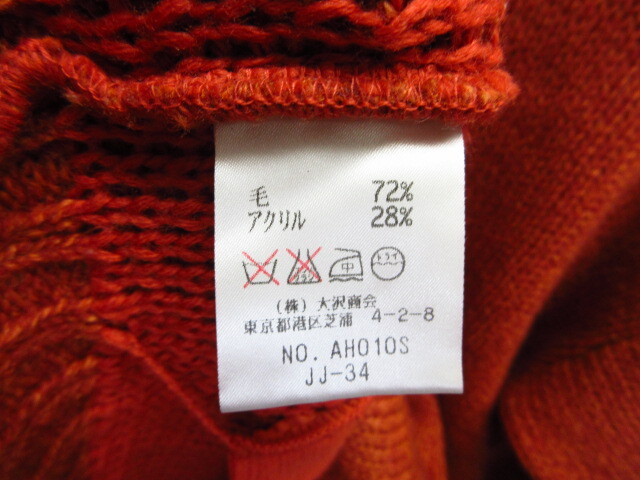 毛 72%
アクリル 28%
中 ドライ
(株) 大沢商会
東京都港区芝浦 4-2-8
NO. AH010S
JJ-34